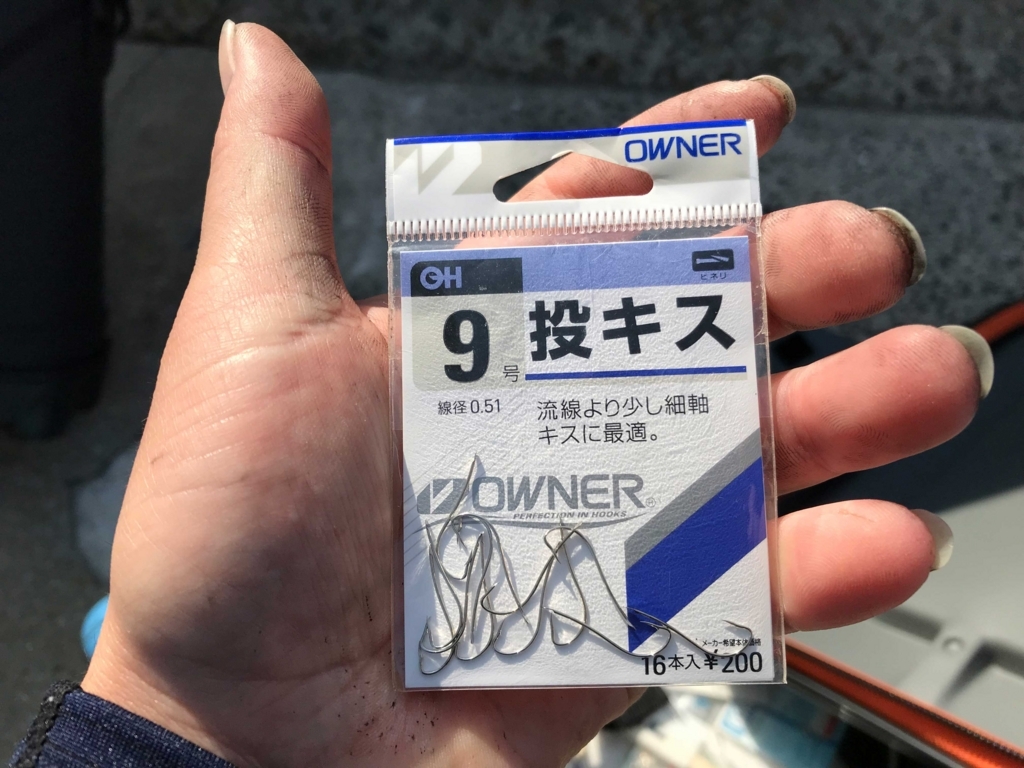 OWNER
OH
ヒネリ
9号
投キス
線径0.51
流線より少し細軸
キスに最適。
OWNER®
PERFECTION IN HOOKS
メーカー希望本体価格
16本入¥200